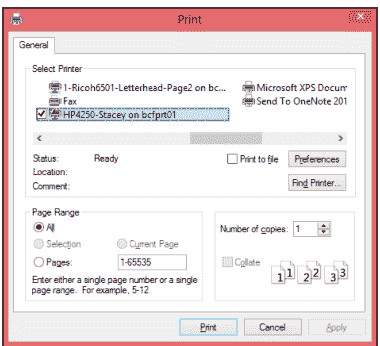 Print
General
Select Printer
1-Ricoh6501-Letterhead-Page2 on bc...
Microsoft XPS Docum
Fax
Send To OneNote 201
HP4250-Stacey on bcfprt01
Status: Ready
Print to file
Preferences
Location:
Comment:
Find Printer...
Page Range
All
Selection
Current Page
Pages:
1-65535
Enter either a single page number or a single
page range. For example, 5-12
Number of copies: 1
Collate
1 1 2 2 3 3
Print
Cancel
Apply